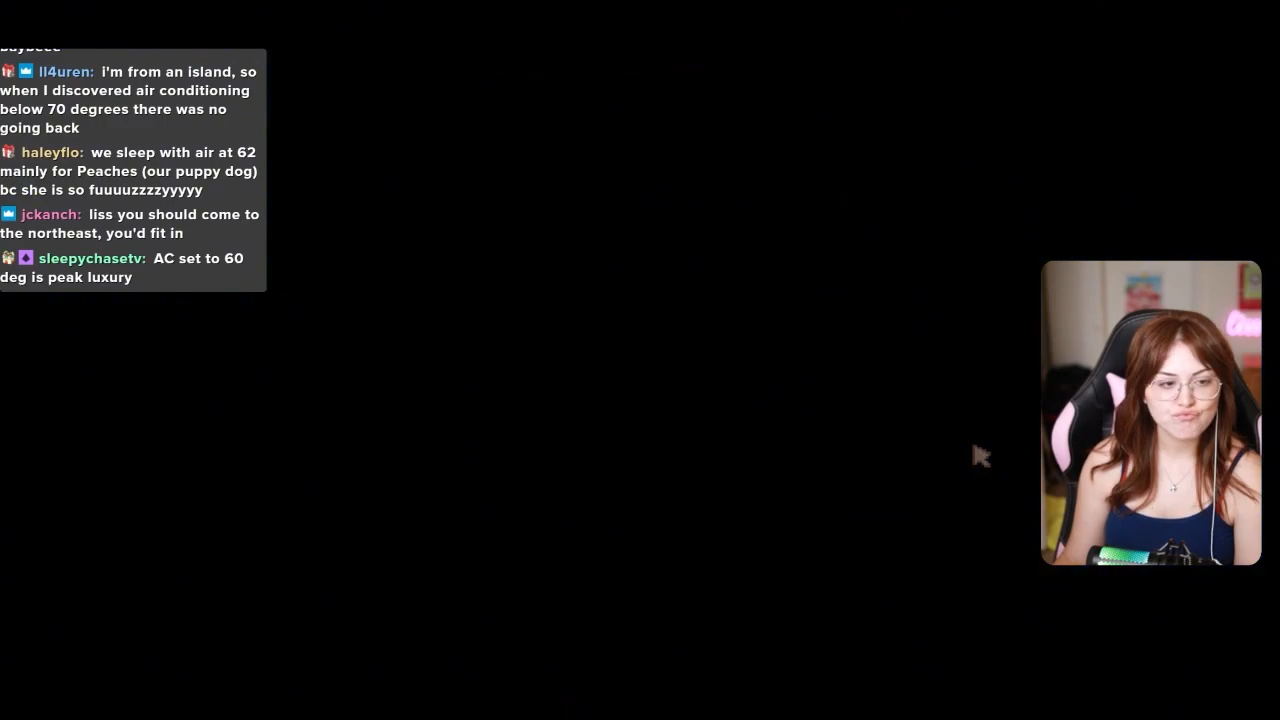 ll4uren: i'm from an island, so
when I discovered air conditioning
below 70 degrees there was no
going back
haleyflo: we sleep with air at 62
mainly for Peaches (our puppy dog)
bc she is so fuuuuzzzzyyyyy
jckanch: liss you should come to
the northeast, you'd fit in
sleepychasetv: AC set to 60
deg is peak luxury